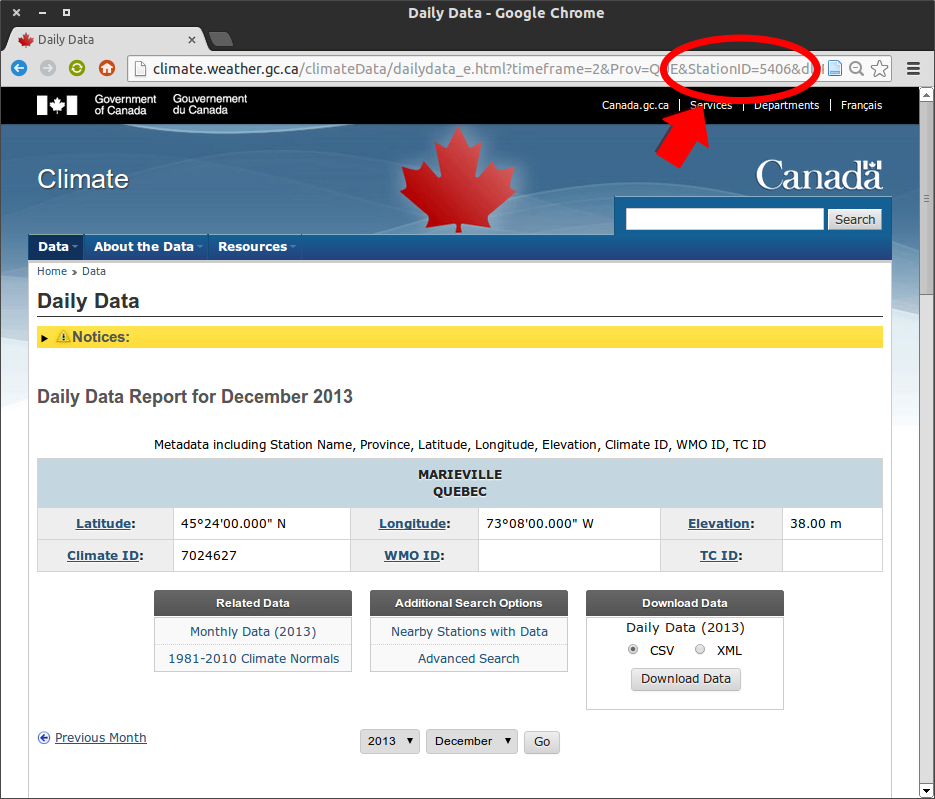 Daily Data - Google Chrome
Daily Data
climate.weather.gc.ca/climateData/dailydata_e.html?timeframe=2&Prov=QUE&StationID=5406&d
Government of Canada
Gouvernement du Canada
Canada.gc.ca | Services | Departments | Français
Climate
Canada
Search
Data
About the Data
Resources
Home » Data
Daily Data
Notices:
Daily Data Report for December 2013
Metadata including Station Name, Province, Latitude, Longitude, Elevation, Climate ID, WMO ID, TC ID
MARIEVILLE
QUEBEC
Latitude: 45°24'00.000" N Longitude: 73°08'00.000" W Elevation: 38.00 m
Climate ID: 7024627 WMO ID: TC ID:
Related Data
Monthly Data (2013)
1981-2010 Climate Normals
Additional Search Options
Nearby Stations with Data
Advanced Search
Download Data
Daily Data (2013)
CSV XML
Download Data
Previous Month
2013 December Go